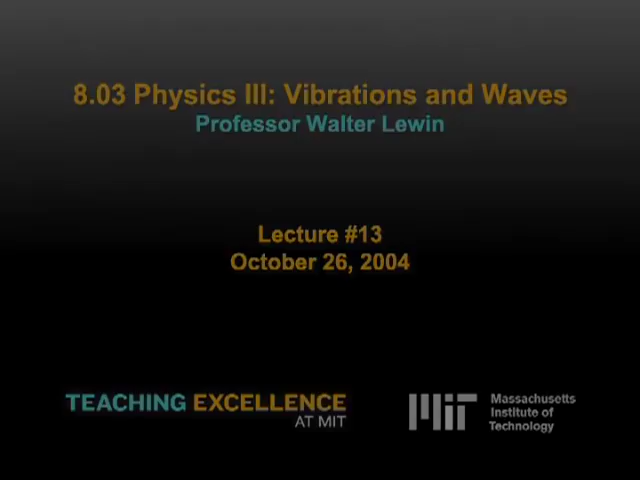 8.03 Physics III: Vibrations and Waves
Professor Walter Lewin
Lecture #13
October 26, 2004
TEACHING EXCELLENCE
AT MIT
MIT
Massachusetts
Institute of
Technology